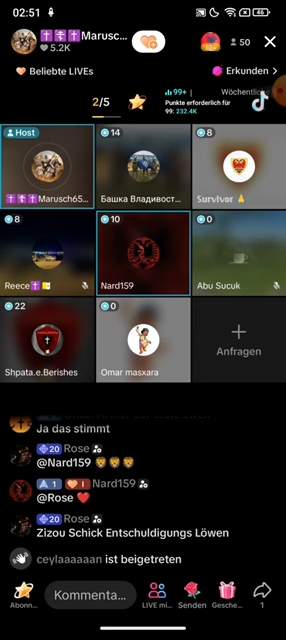 02:51
46
Marusc...
5.2K
50
Beliebte LIVEs
Erkunden >
2/5
99+
Wöchentlich
Punkte erforderlich für
99: 232.4K
Host
14
8
Marusch65...
Башка Владивост...
Survivor 🙏
8
10
0
Reece
Nard159
Abu Sucuk
22
0
Shpata.e.Berishes
Omar masxara
Anfragen
Ja das stimmt
20 Rose
@Nard159 🦁🦁🦁
1 I Nard159
@Rose ❤️
20 Rose
Zizou Schick Entschuldigungs Löwen
ceylaaaaaan ist beigetreten
Abonn...
Kommenta...
LIVE mi...
Senden
Gesche...
1